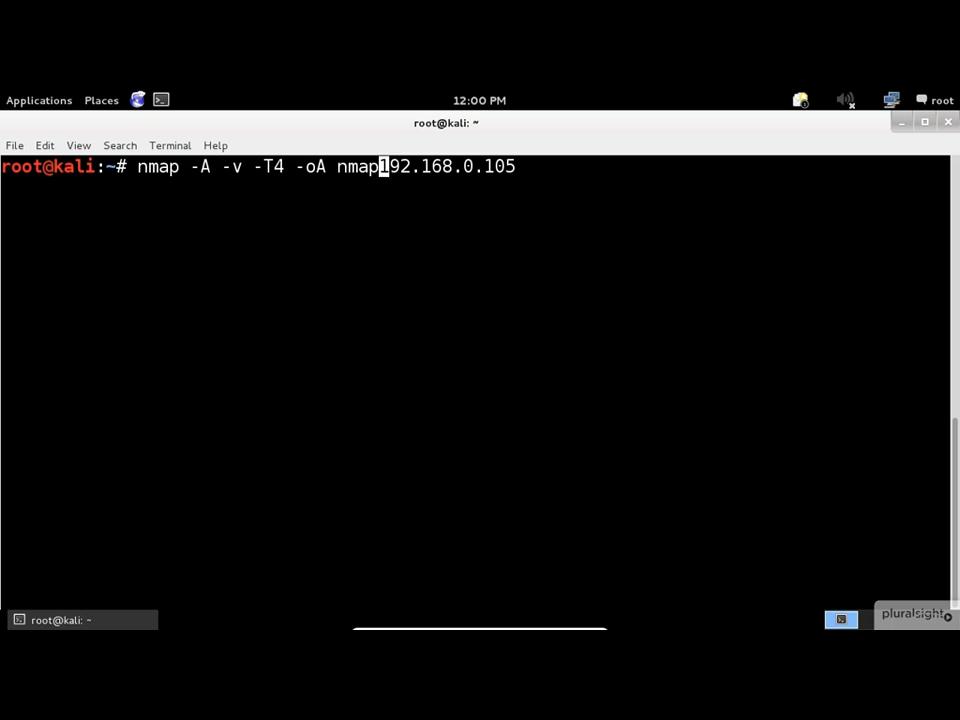 Applications Places 12:00 PM root
root@kali: ~
File Edit View Search Terminal Help
root@kali:~# nmap -A -v -T4 -oA nmap192.168.0.105
root@kali: ~
pluralsight